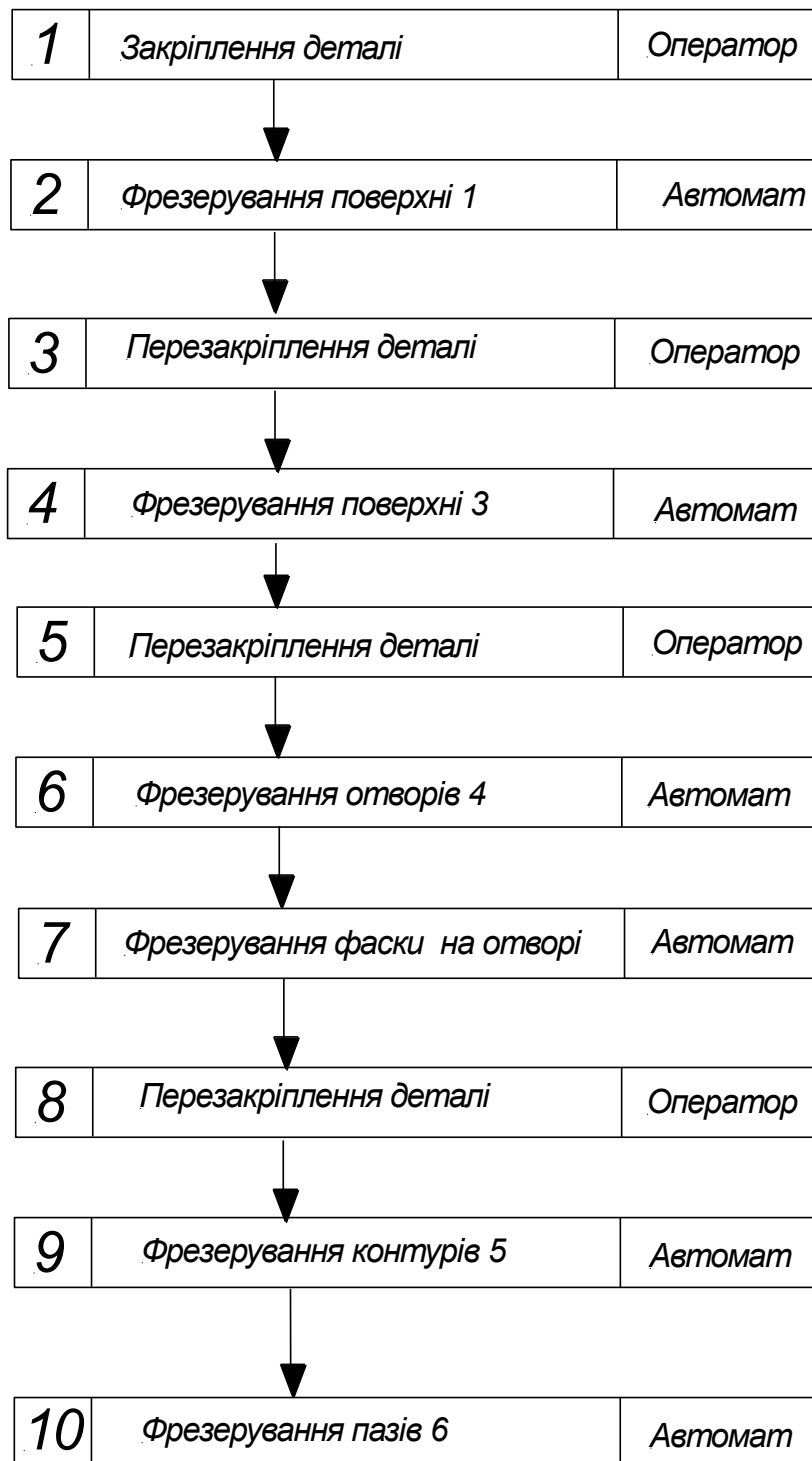 1 Закріплення деталі Оператор
2 Фрезерування поверхні 1 Автомат
3 Перезакріплення деталі Оператор
4 Фрезерування поверхні 3 Автомат
5 Перезакріплення деталі Оператор
6 Фрезерування отворів 4 Автомат
7 Фрезерування фаски на отворі Автомат
8 Перезакріплення деталі Оператор
9 Фрезерування контурів 5 Автомат
10 Фрезерування пазів 6 Автомат